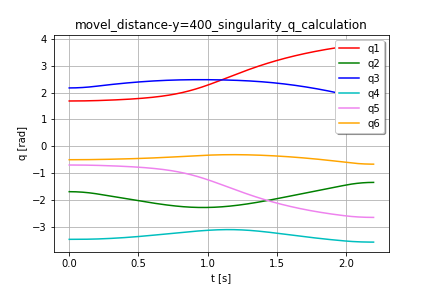 movel_distance-y=400_singularity_q_calculation
q [rad]
4
3
2
1
0
−1
−2
−3
0.0 0.5 1.0 1.5 2.0
t [s]
q1
q2
q3
q4
q5
q6